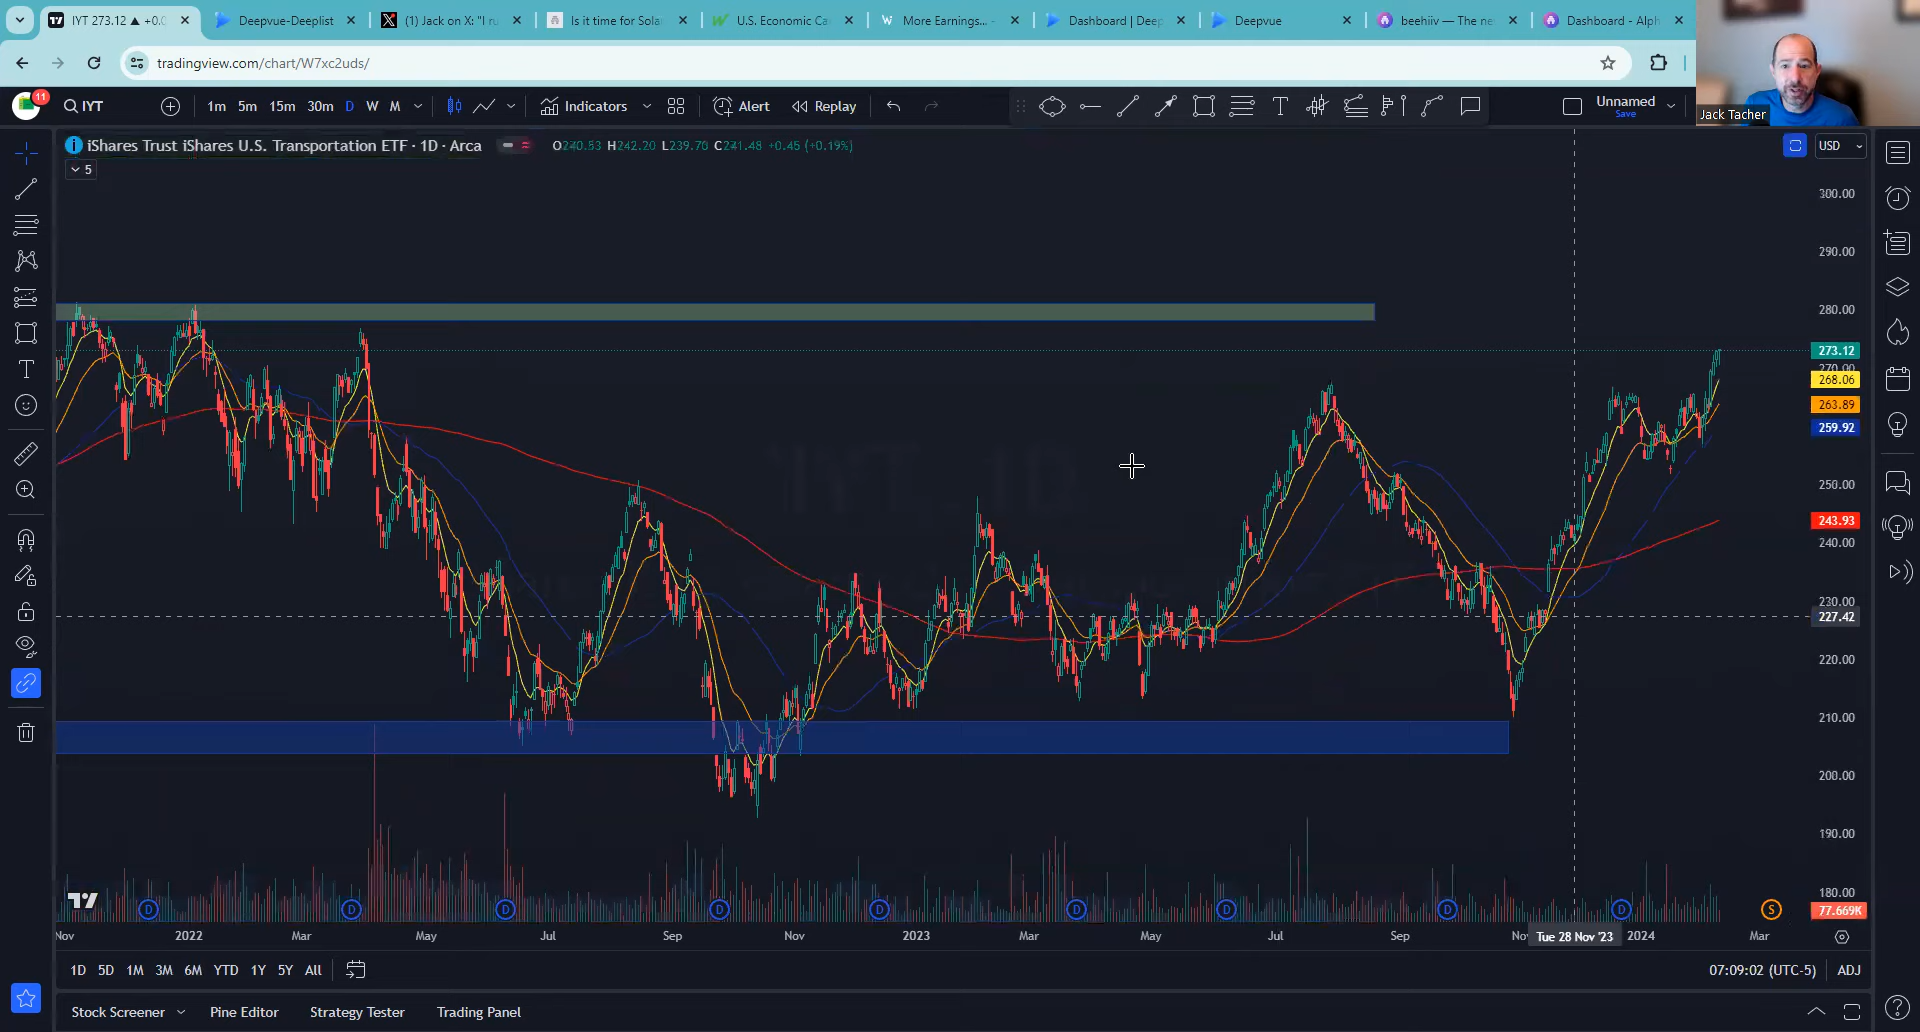 IYT 273.12 ▲ +0.
Deepvue-Deeplist
(1) Jack on X: "I ru
Is it time for Sola
U.S. Economic Ca
More Earnings... -
Dashboard | Deep
Deepvue
beehiiv — The ne
Dashboard - Alph
tradingview.com/chart/W7xc2uds/
11
IYT
1m 5m 15m 30m D W M
Indicators
Alert
Replay
Unnamed
Save
Jack Tacher
iShares Trust iShares U.S. Transportation ETF · 1D · Arca
O240.53 H242.20 L239.70 C241.48 +0.45 (+0.19%)
USD
5
300.00
290.00
280.00
273.12
270.00
268.06
263.89
259.92
250.00
243.93
240.00
230.00
227.42
220.00
210.00
200.00
190.00
180.00
77.669K
D D D D D D D D D S
Nov 2022 Mar May Jul Sep Nov 2023 Mar May Jul Sep No Tue 28 Nov '23 2024 Mar
1D 5D 1M 3M 6M YTD 1Y 5Y All
07:09:02 (UTC-5) ADJ
Stock Screener Pine Editor Strategy Tester Trading Panel